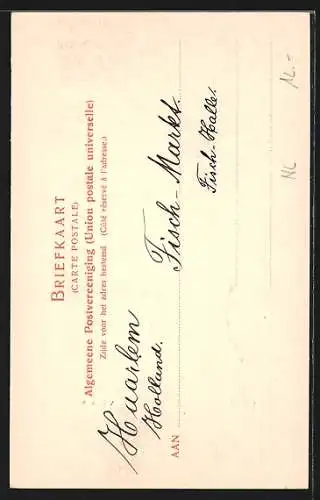 BRIEFKAART
(CARTE POSTALE)
Algemeene Postvereeniging (Union postale universelle)
Zijde voor het adres bestemd (Côté réservé à l'adresse.)
Haarlem
Holland.
AAN Fisch-Markt.
Fisch-Halle.
NL
12.-